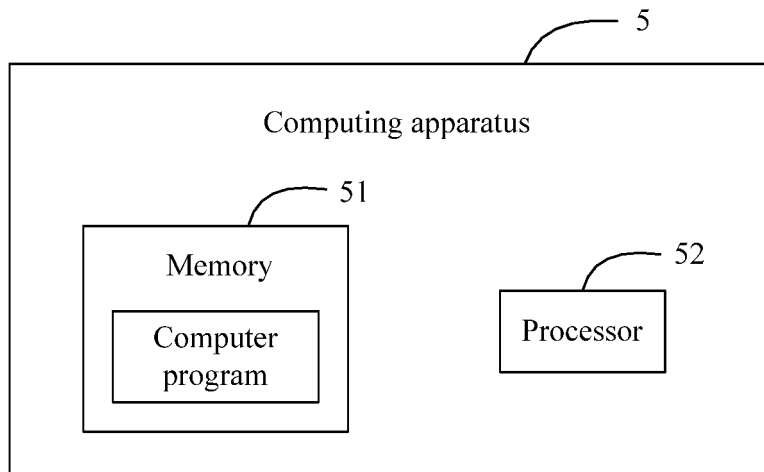 5
Computing apparatus
51
Memory
52
Computer
program
Processor